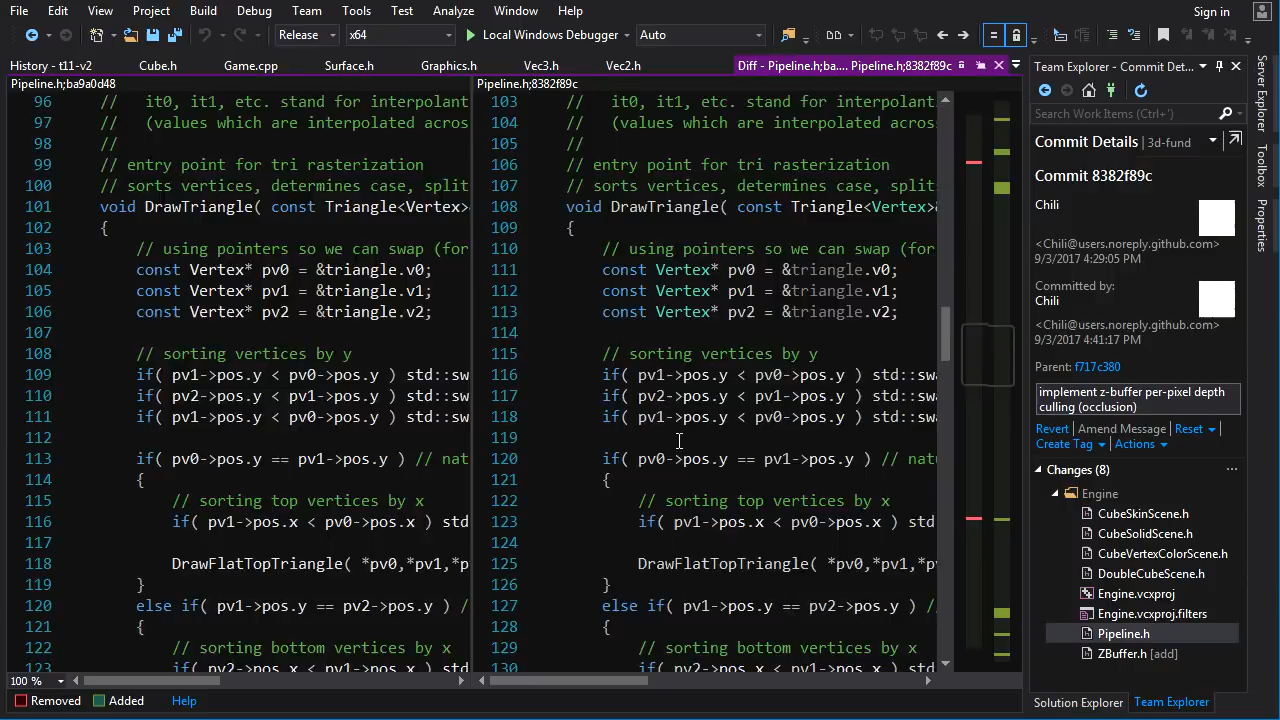 File Edit View Project Build Debug Team Tools Test Analyze Window Help
Sign in
Release x64 Local Windows Debugger Auto
History - t11-v2 Cube.h Game.cpp Surface.h Graphics.h Vec3.h Vec2.h Diff - Pipeline.h;ba.... Pipeline.h;8382f89c
Pipeline.h;ba9a0d48
96 // it0, it1, etc. stand for interpolant
97 // (values which are interpolated acros
98 //
99 // entry point for tri rasterization
100 // sorts vertices, determines case, split
101 void DrawTriangle( const Triangle<Vertex>
102 {
103 // using pointers so we can swap (for
104 const Vertex* pv0 = &triangle.v0;
105 const Vertex* pv1 = &triangle.v1;
106 const Vertex* pv2 = &triangle.v2;
107
108 // sorting vertices by y
109 if( pv1->pos.y < pv0->pos.y ) std::sw
110 if( pv2->pos.y < pv1->pos.y ) std::sw
111 if( pv1->pos.y < pv0->pos.y ) std::sw
112
113 if( pv0->pos.y == pv1->pos.y ) // nat
114 {
115 // sorting top vertices by x
116 if( pv1->pos.x < pv0->pos.x ) std
117
118 DrawFlatTopTriangle( *pv0,*pv1,*p
119 }
120 else if( pv1->pos.y == pv2->pos.y ) /
121 {
122 // sorting bottom vertices by x
123 if( pv2->pos.x < pv1->pos.x ) std
100 %
Pipeline.h;8382f89c
103 // it0, it1, etc. stand for interpolant
104 // (values which are interpolated acros
105 //
106 // entry point for tri rasterization
107 // sorts vertices, determines case, split
108 void DrawTriangle( const Triangle<Vertex>&
109 {
110 // using pointers so we can swap (for
111 const Vertex* pv0 = &triangle.v0;
112 const Vertex* pv1 = &triangle.v1;
113 const Vertex* pv2 = &triangle.v2;
114
115 // sorting vertices by y
116 if( pv1->pos.y < pv0->pos.y ) std::swa
117 if( pv2->pos.y < pv1->pos.y ) std::swa
118 if( pv1->pos.y < pv0->pos.y ) std::swa
119
120 if( pv0->pos.y == pv1->pos.y ) // natu
121 {
122 // sorting top vertices by x
123 if( pv1->pos.x < pv0->pos.x ) std
124
125 DrawFlatTopTriangle( *pv0,*pv1,*pv
126 }
127 else if( pv1->pos.y == pv2->pos.y ) //
128 {
129 // sorting bottom vertices by x
130 if( pv2->pos.x < pv1->pos.x ) std
Removed Added Help
Team Explorer - Commit Det...
Search Work Items (Ctrl+')
Commit Details 3d-fund
Commit 8382f89c
Chili
<Chili@users.noreply.github.com>
9/3/2017 4:29:05 PM
Committed by:
Chili
<Chili@users.noreply.github.com>
9/3/2017 4:41:17 PM
Parent: f717c380
implement z-buffer per-pixel depth
culling (occlusion)
Revert Amend Message Reset
Create Tag Actions
Changes (8)
Engine
CubeSkinScene.h
CubeSolidScene.h
CubeVertexColorScene.h
DoubleCubeScene.h
Engine.vcxproj
Engine.vcxproj.filters
Pipeline.h
ZBuffer.h [add]
Solution Explorer Team Explorer
Server Explorer
Toolbox
Properties